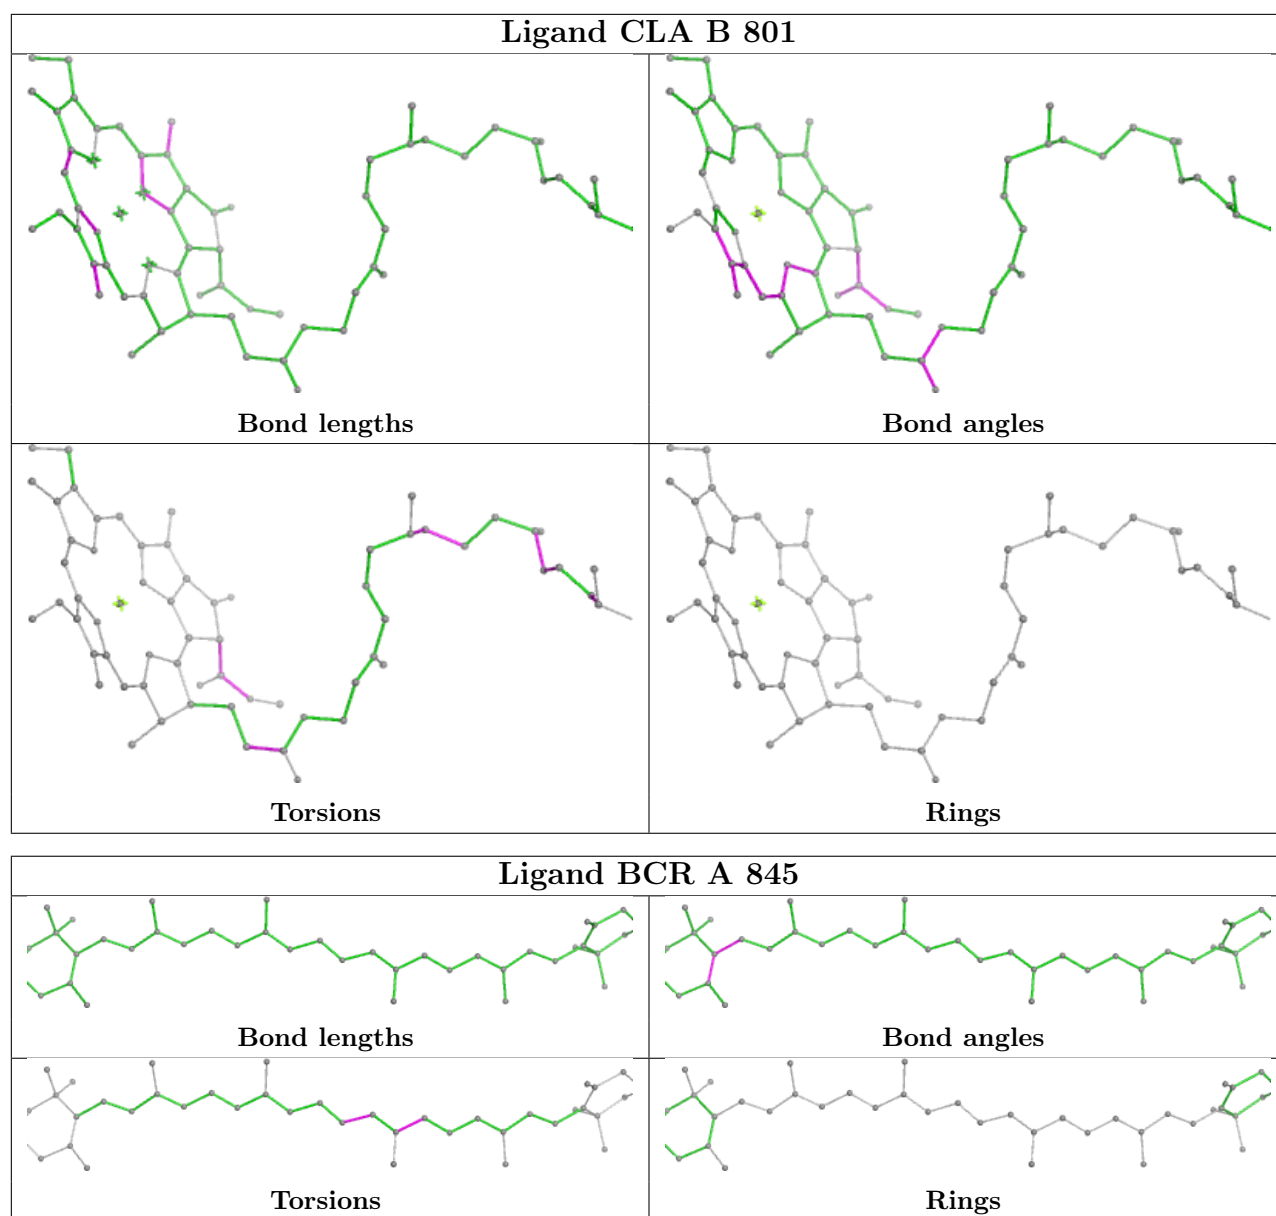 Ligand CLA B 801
Bond lengths
Bond angles
Torsions
Rings
Ligand BCR A 845
Bond lengths
Bond angles
Torsions
Rings